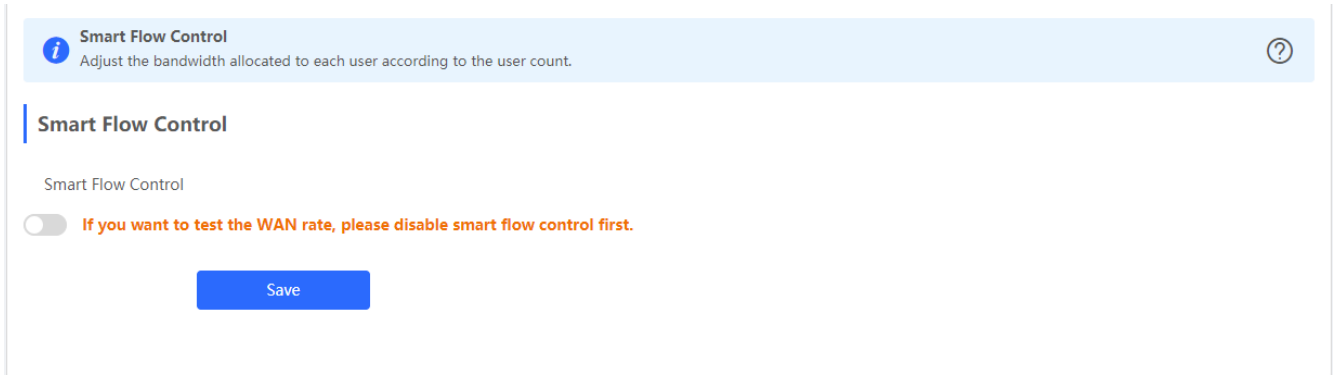 Smart Flow Control
Adjust the bandwidth allocated to each user according to the user count.
Smart Flow Control
Smart Flow Control
If you want to test the WAN rate, please disable smart flow control first.
Save